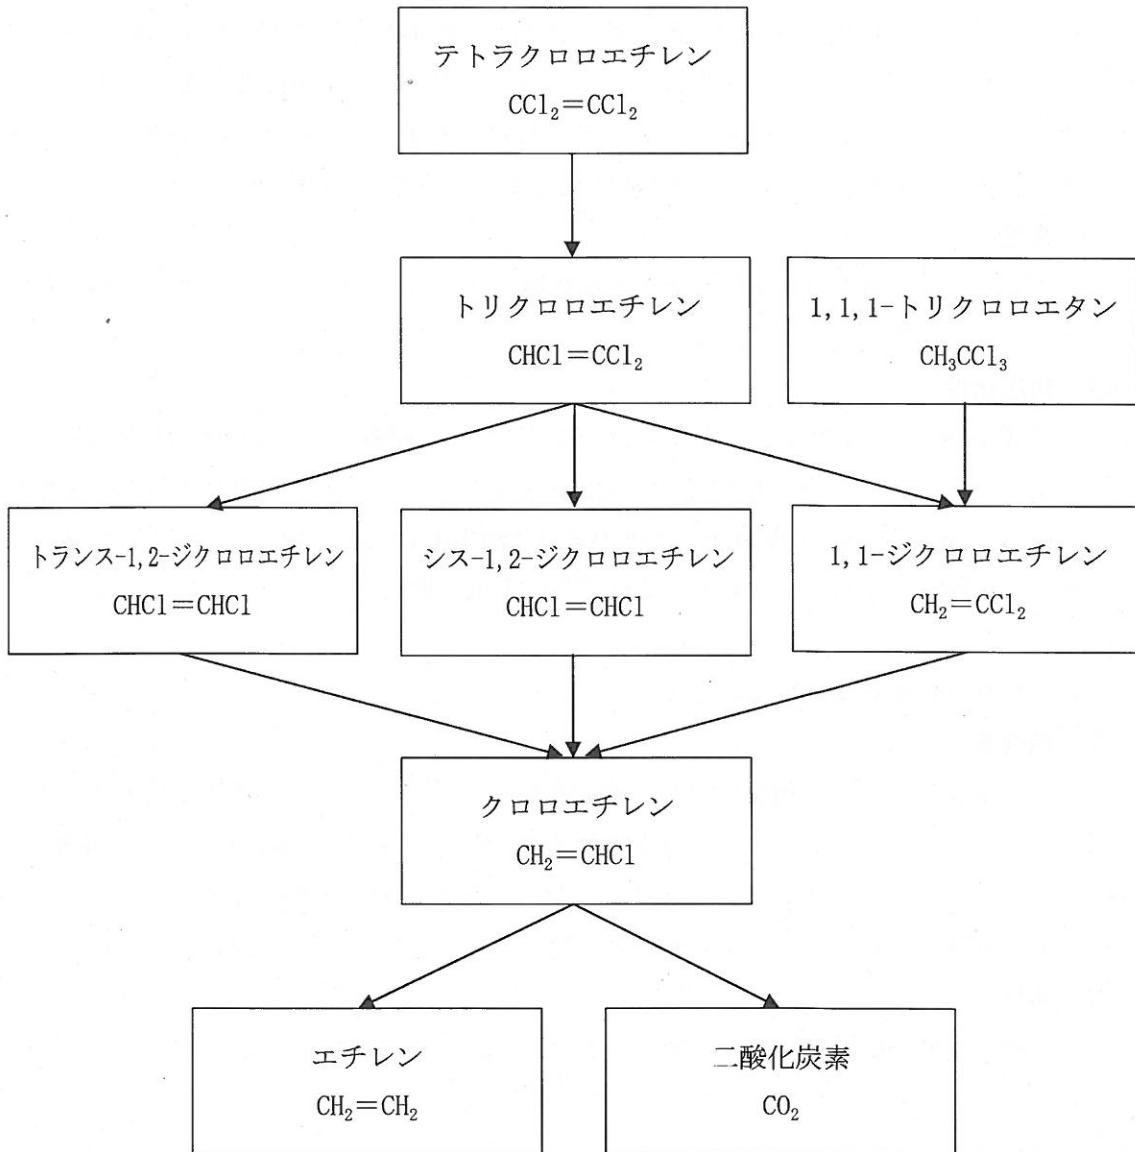 テトラクロロエチレン
CCl₂＝CCl₂
トリクロロエチレン
CHCl＝CCl₂
1,1,1-トリクロロエタン
CH₃CCl₃
トランス-1,2-ジクロロエチレン
CHCl＝CHCl
シス-1,2-ジクロロエチレン
CHCl＝CHCl
1,1-ジクロロエチレン
CH₂＝CCl₂
クロロエチレン
CH₂＝CHCl
エチレン
CH₂＝CH₂
二酸化炭素
CO₂